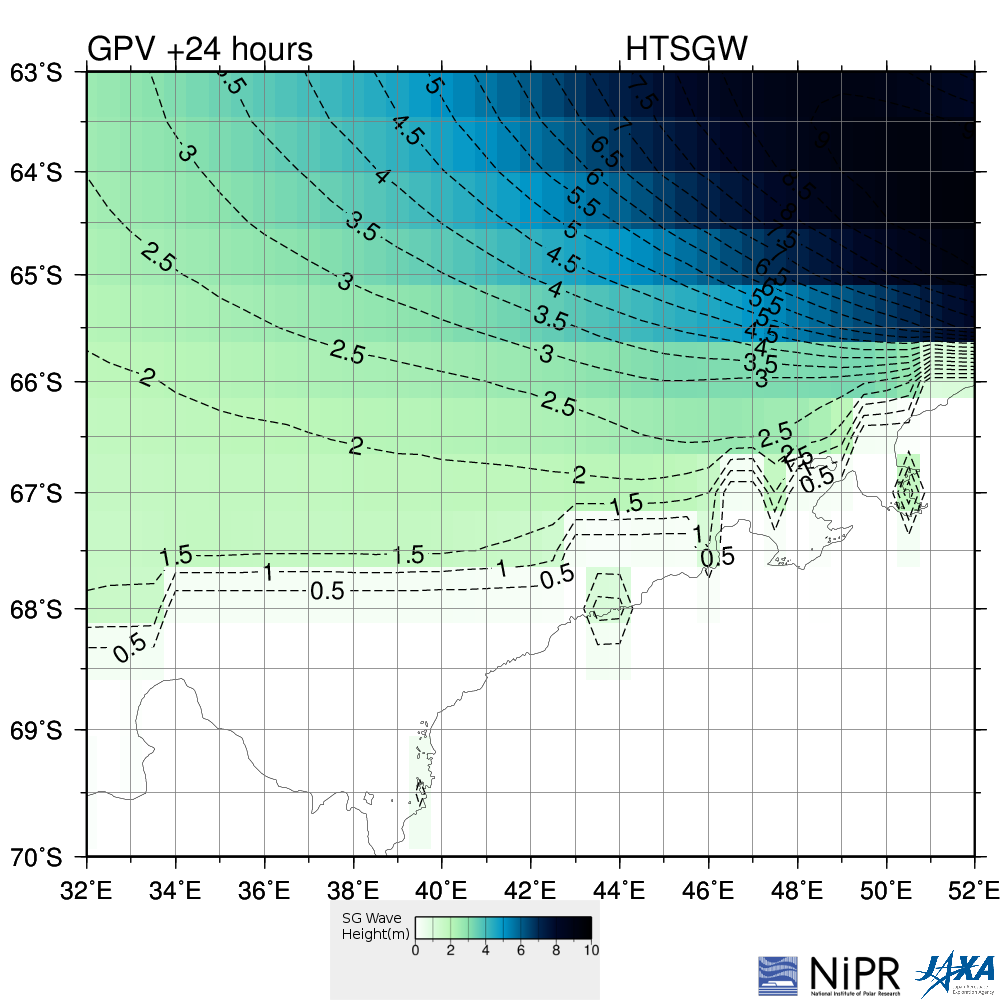 GPV +24 hours HTSGW
63°S
64°S
65°S
66°S
67°S
68°S
69°S
70°S
32°E 34°E 36°E 38°E 40°E 42°E 44°E 46°E 48°E 50°E 52°E
5 7.5
4.5 7
3 6.5
4 6
5.5
3.5 5
2.5 4.5
3 4
3.5
2.5 3
2 2.5
2 2.5
2
1.5 0.5
1.5 1.5 1
1 1 0.5 0.5
0.5
0.5
SG Wave
Height(m)
0 2 4 6 8 10
NiPR
National Institute of Polar Research
JAXA